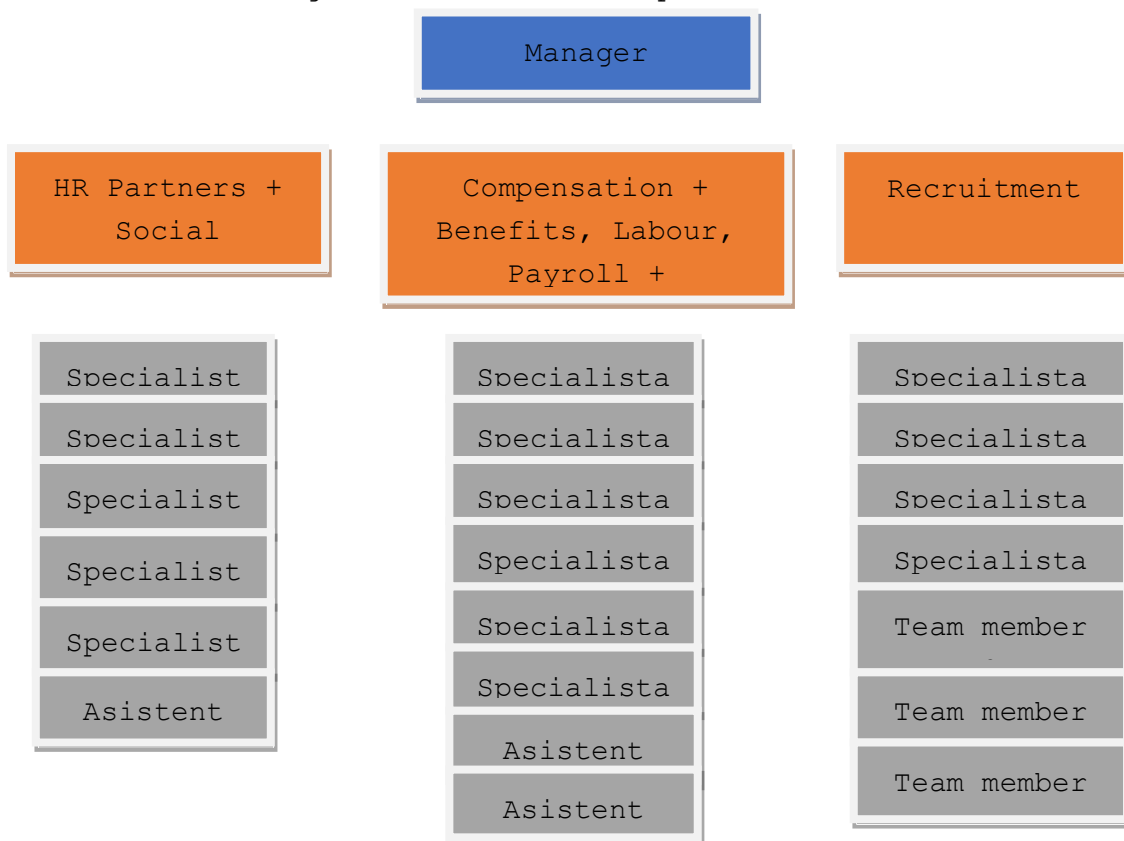 Manager
HR Partners +
Social
Compensation +
Benefits, Labour,
Payroll +
Recruitment
Specialist
Specialist
Specialist
Specialist
Specialist
Asistent
Specialista
Specialista
Specialista
Specialista
Specialista
Specialista
Asistent
Asistent
Specialista
Specialista
Specialista
Specialista
Team member
Team member
Team member